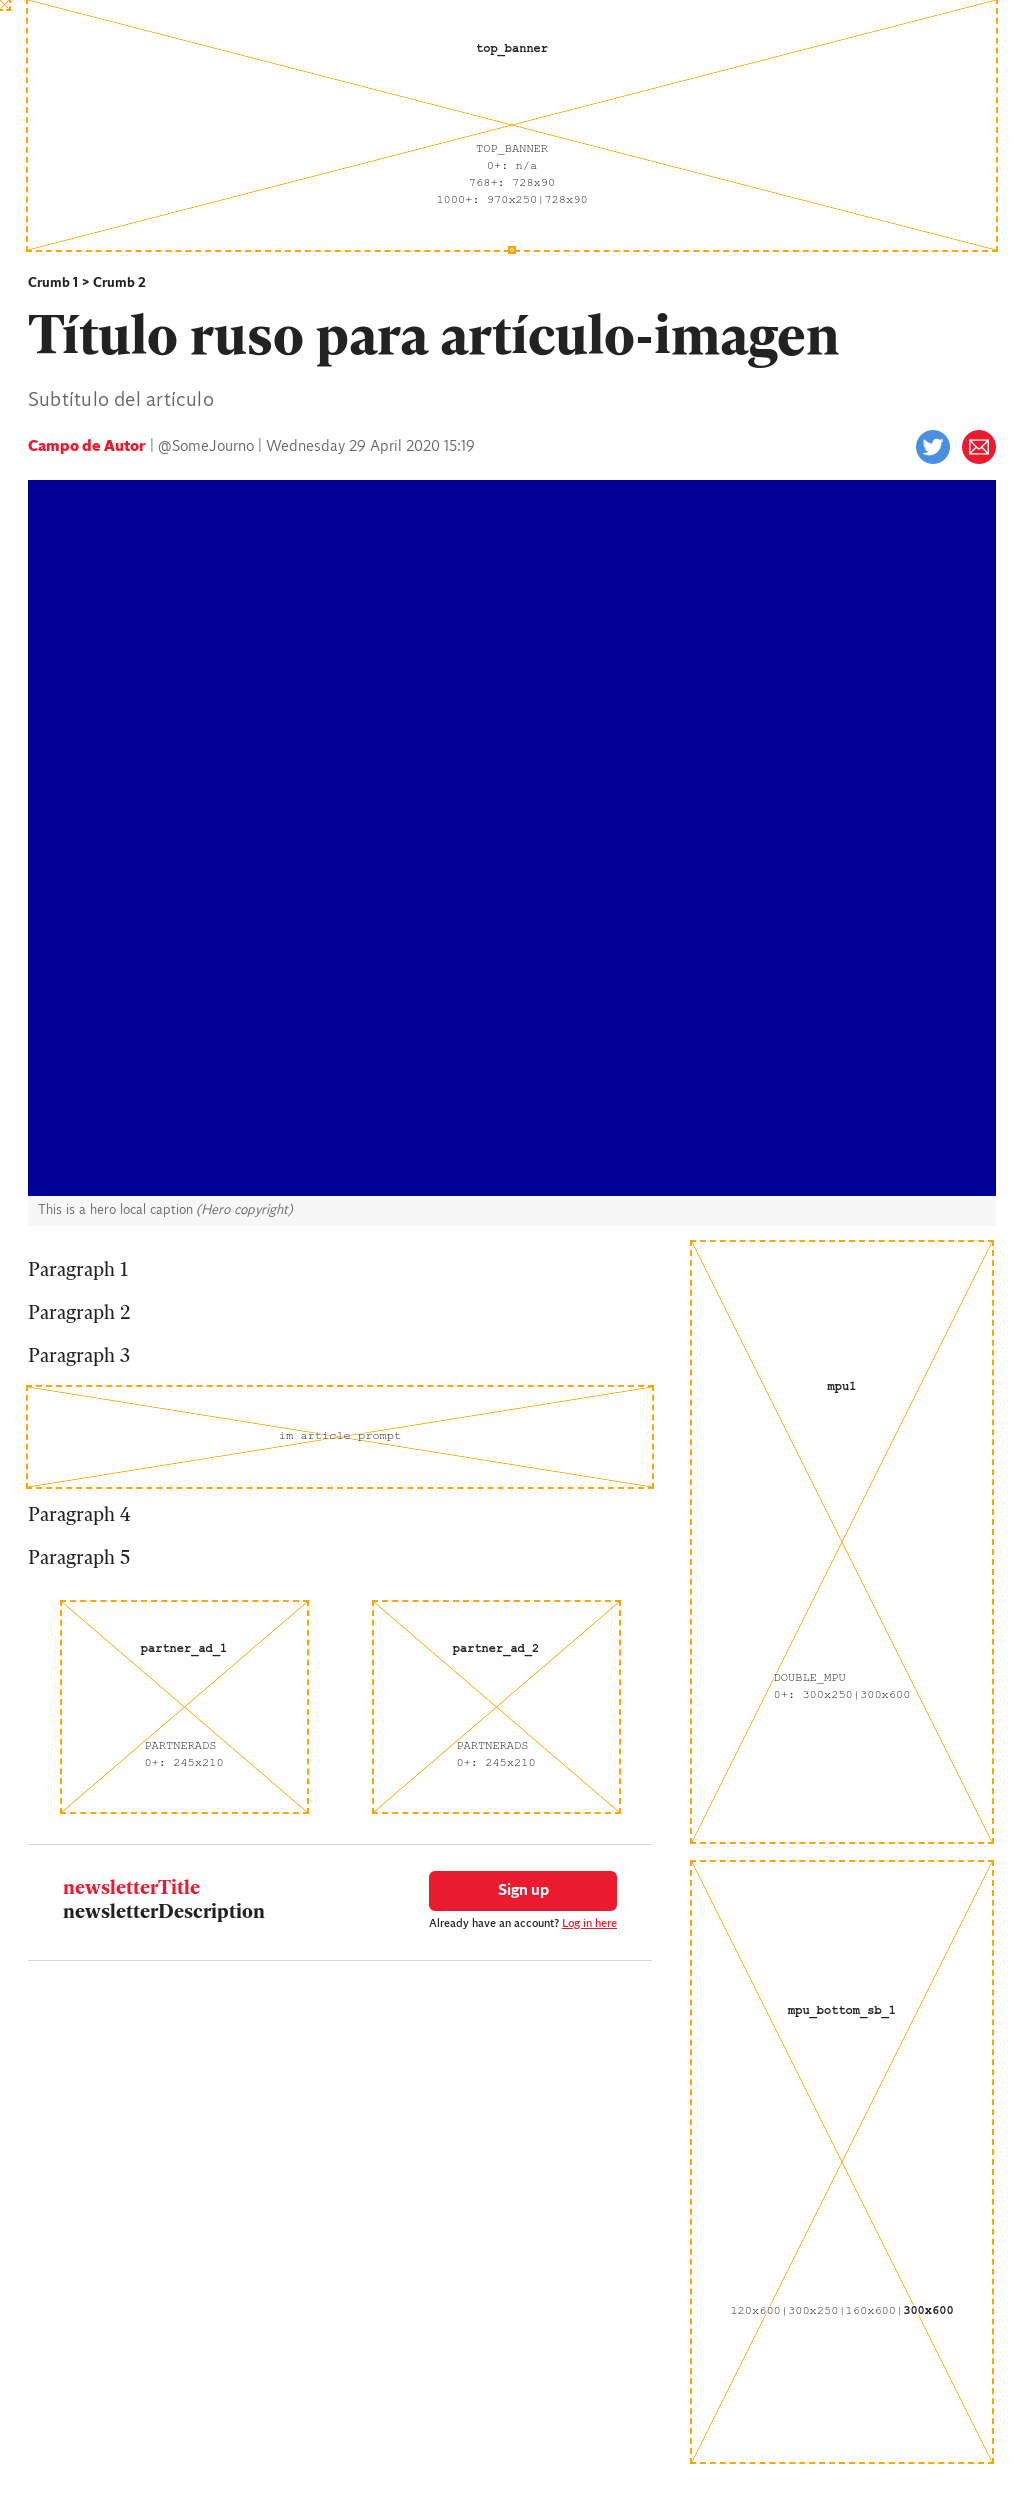 top_banner
TOP_BANNER
0+: n/a
768+: 728x90
1000+: 970x250|728x90
Crumb 1 > Crumb 2
Título ruso para artículo-imagen
Subtítulo del artículo
Campo de Autor | @SomeJourno | Wednesday 29 April 2020 15:19
This is a hero local caption (Hero copyright)
Paragraph 1
Paragraph 2
Paragraph 3
im article prompt
Paragraph 4
Paragraph 5
partner_ad_1
PARTNERADS
0+: 245x210
partner_ad_2
PARTNERADS
0+: 245x210
newsletterTitle
newsletterDescription
Sign up
Already have an account? Log in here
mpu1
DOUBLE_MPU
0+: 300x250|300x600
mpu_bottom_sb_1
120x600|300x250|160x600|300x600